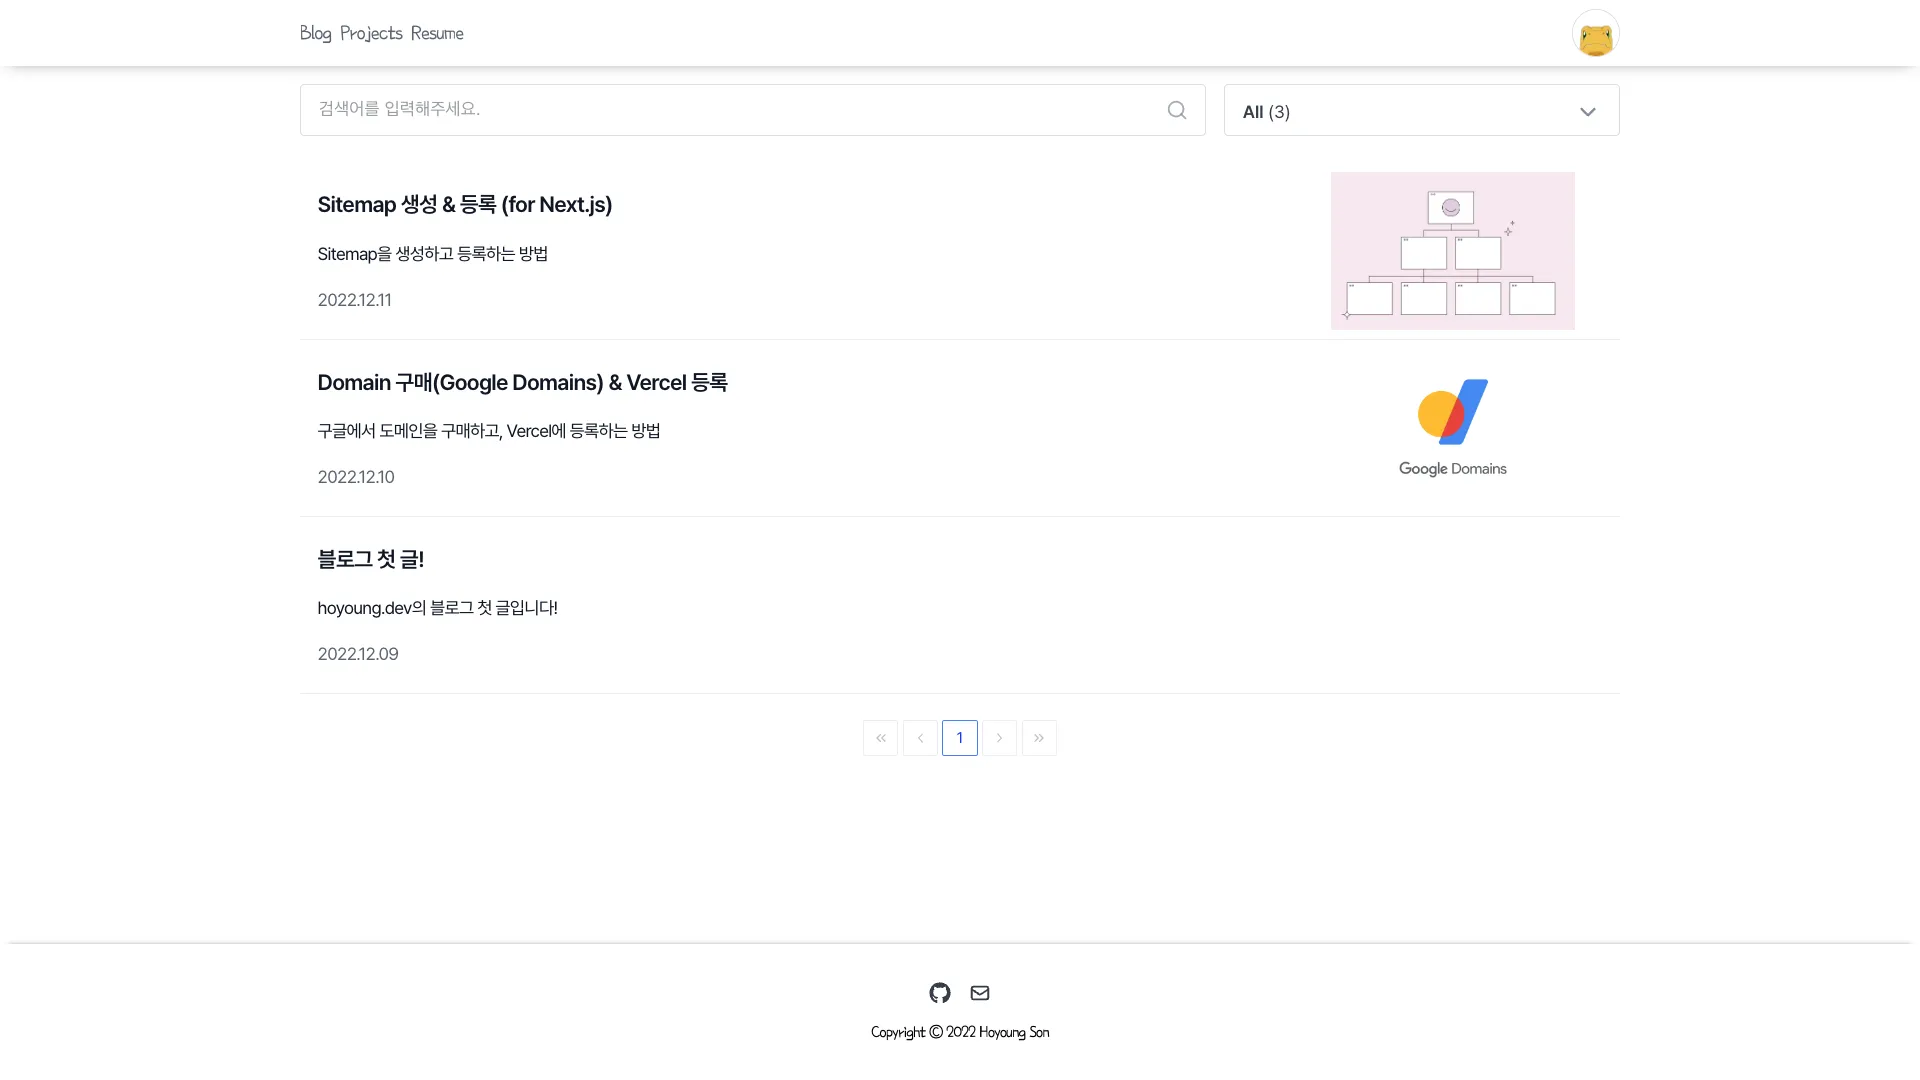 Blog Projects Resume
검색어를 입력해주세요.
All (3)
Sitemap 생성 & 등록 (for Next.js)
Sitemap을 생성하고 등록하는 방법
2022.12.11
Domain 구매(Google Domains) & Vercel 등록
구글에서 도메인을 구매하고, Vercel에 등록하는 방법
2022.12.10
Google Domains
블로그 첫 글!
hoyoung.dev의 블로그 첫 글입니다!
2022.12.09
« ‹ 1 › »
Copyright © 2022 Hoyoung Son